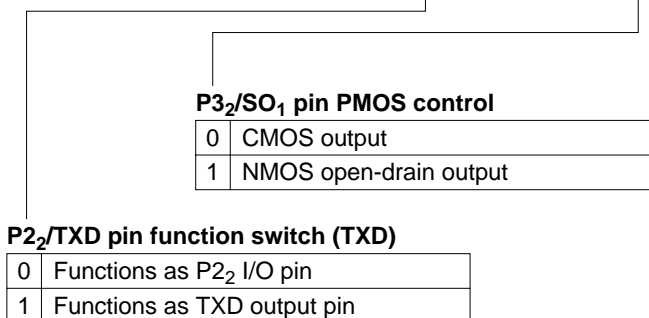 P3₂/SO₁ pin PMOS control
0 CMOS output
1 NMOS open-drain output
P2₂/TXD pin function switch (TXD)
0 Functions as P2₂ I/O pin
1 Functions as TXD output pin